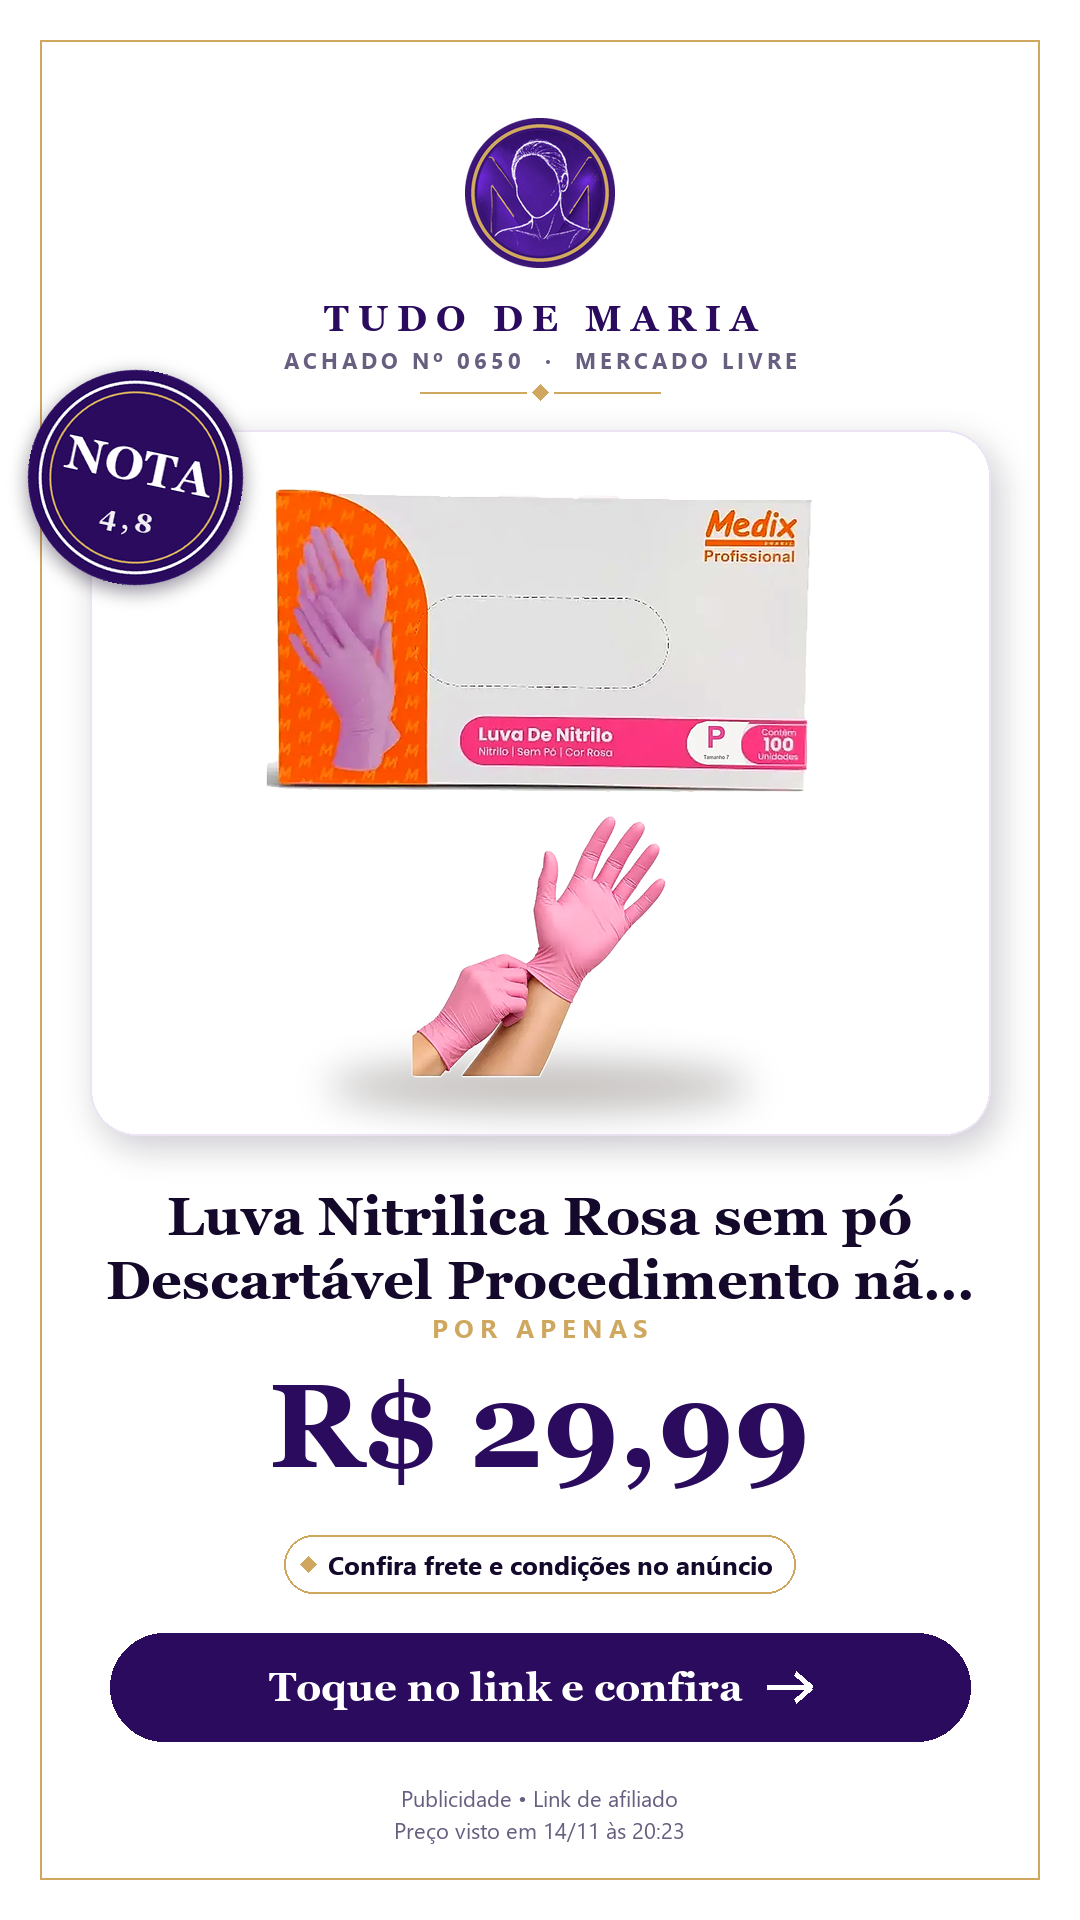 TUDO DE MARIA
ACHADO Nº 0650 · MERCADO LIVRE
NOTA
4,8
Medix
Profissional
Luva De Nitrilo
Nitrilo | Sem Pó | Cor Rosa
P
Tamanho 7
Contém
100
Unidades
Luva Nitrilica Rosa sem pó
Descartável Procedimento nã...
POR APENAS
R$ 29,99
Confira frete e condições no anúncio
Toque no link e confira →
Publicidade • Link de afiliado
Preço visto em 14/11 às 20:23